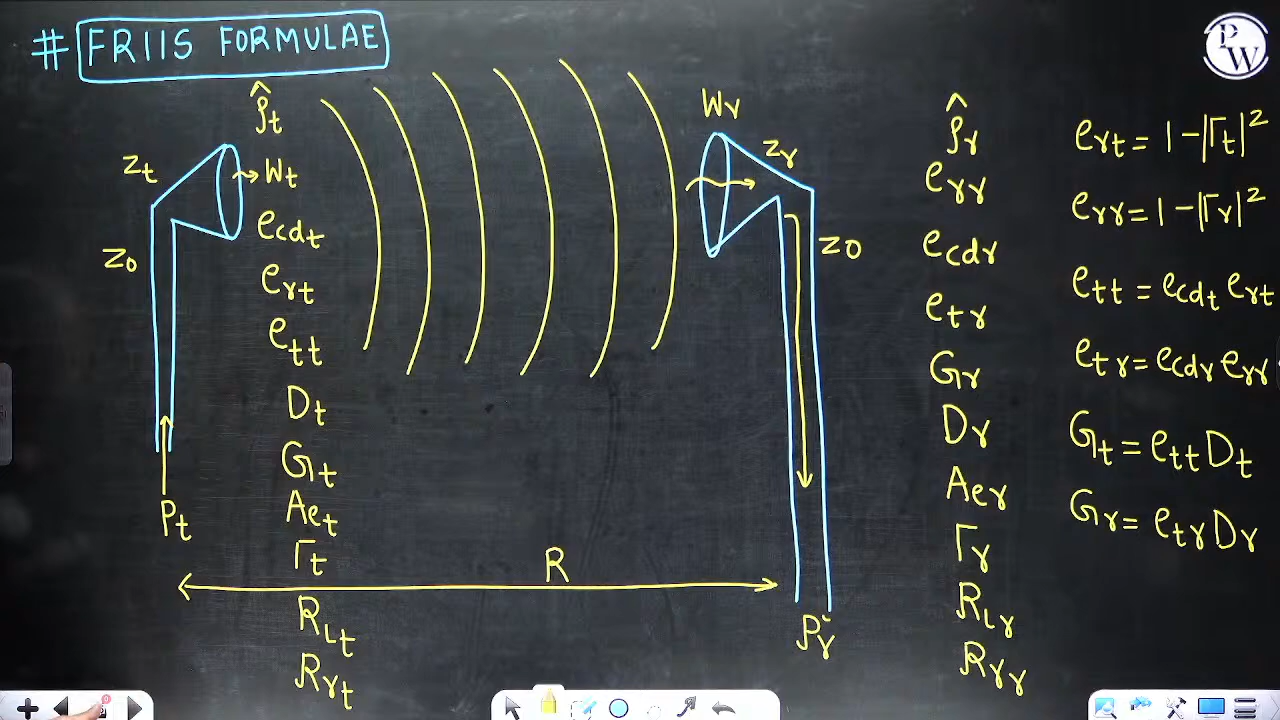 # FRIIS FORMULAE
PW
ρ̂t
Zt
→ Wt
Z0
ecdt
ert
ett
Dt
Gt
Aet
Γt
RLt
Rrt
Pt
R
Wr
Zr
Z0
Pr
ρ̂r
err
ecdr
etr
Gr
Dr
Aer
Γr
RLr
Rrr
ert = 1-|Γt|²
err = 1-|Γr|²
ett = ecdt ert
etr = ecdr err
Gt = ett Dt
Gr = etr Dr